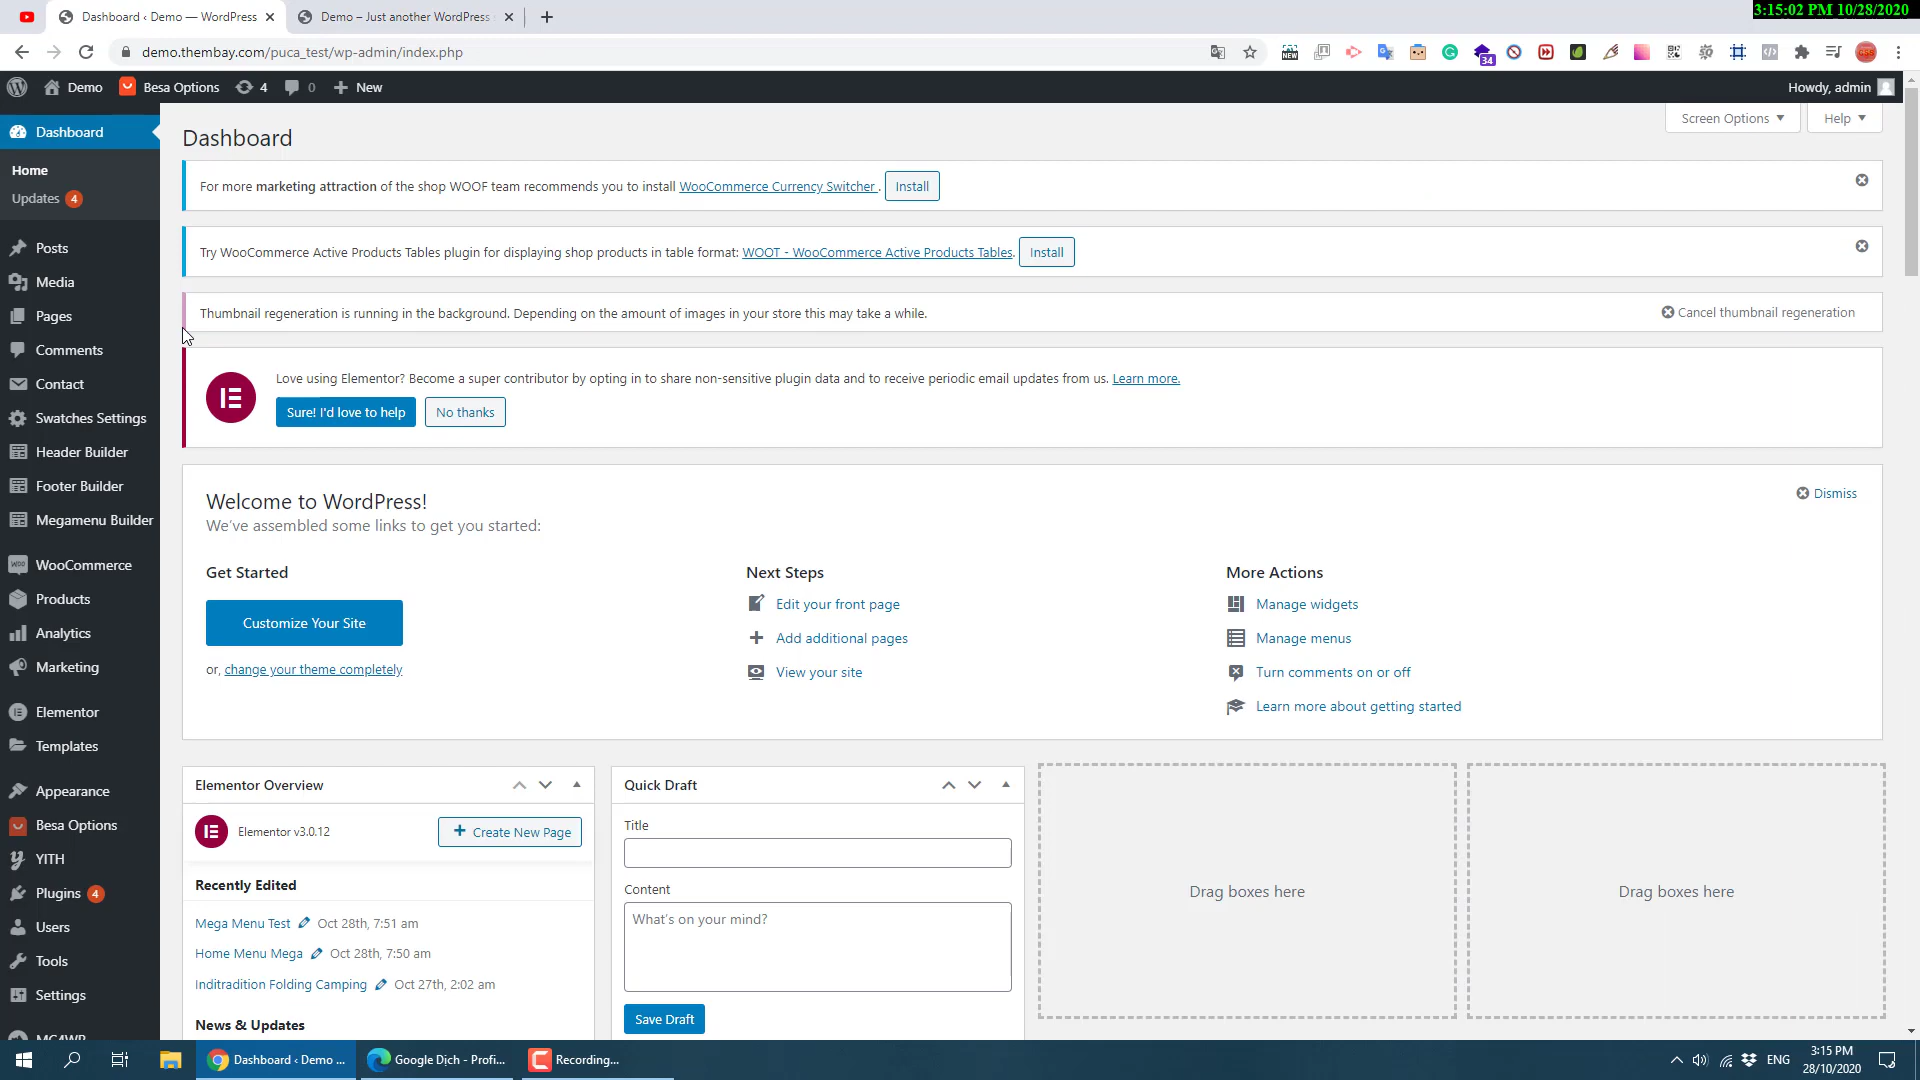 3:15:02 PM 10/28/2020
Dashboard ‹ Demo — WordPress
Demo – Just another WordPress
demo.thembay.com/puca_test/wp-admin/index.php
NEW
34
Demo
Besa Options
4
0
New
Howdy, admin
Dashboard
Home
Updates 4
Posts
Media
Pages
Comments
Contact
Swatches Settings
Header Builder
Footer Builder
Megamenu Builder
WooCommerce
Products
Analytics
Marketing
Elementor
Templates
Appearance
Besa Options
YITH
Plugins 4
Users
Tools
Settings
Dashboard
Screen Options
Help
For more marketing attraction of the shop WOOF team recommends you to install WooCommerce Currency Switcher . Install
Try WooCommerce Active Products Tables plugin for displaying shop products in table format: WOOT - WooCommerce Active Products Tables. Install
Thumbnail regeneration is running in the background. Depending on the amount of images in your store this may take a while.
Cancel thumbnail regeneration
Love using Elementor? Become a super contributor by opting in to share non-sensitive plugin data and to receive periodic email updates from us. Learn more.
Sure! I'd love to help
No thanks
Welcome to WordPress!
Dismiss
We've assembled some links to get you started:
Get Started
Customize Your Site
or, change your theme completely
Next Steps
Edit your front page
Add additional pages
View your site
More Actions
Manage widgets
Manage menus
Turn comments on or off
Learn more about getting started
Elementor Overview
Elementor v3.0.12
Create New Page
Recently Edited
Mega Menu Test Oct 28th, 7:51 am
Home Menu Mega Oct 28th, 7:50 am
Inditradition Folding Camping Oct 27th, 2:02 am
News & Updates
Quick Draft
Title
Content
What's on your mind?
Save Draft
Drag boxes here
Drag boxes here
Dashboard ‹ Demo ...
Google Dịch - Profi...
Recording...
ENG
3:15 PM
28/10/2020